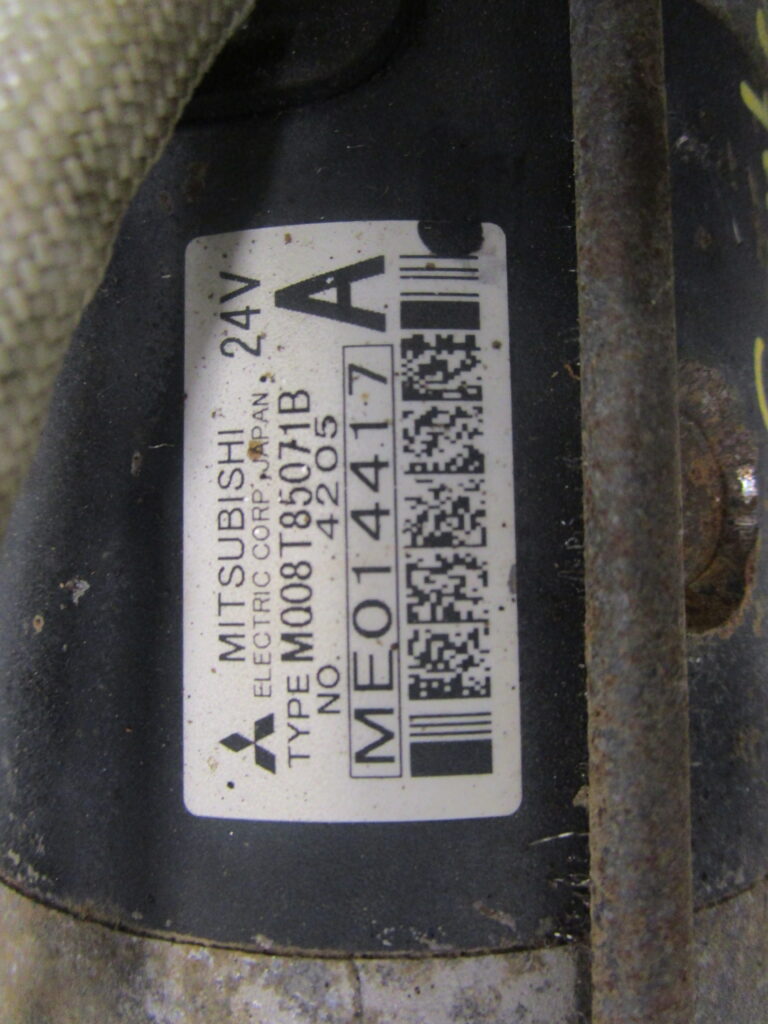 MITSUBISHI 24V
ELECTRIC CORP. JAPAN
TYPE M008T85071B
NO. 4205
ME014417
A